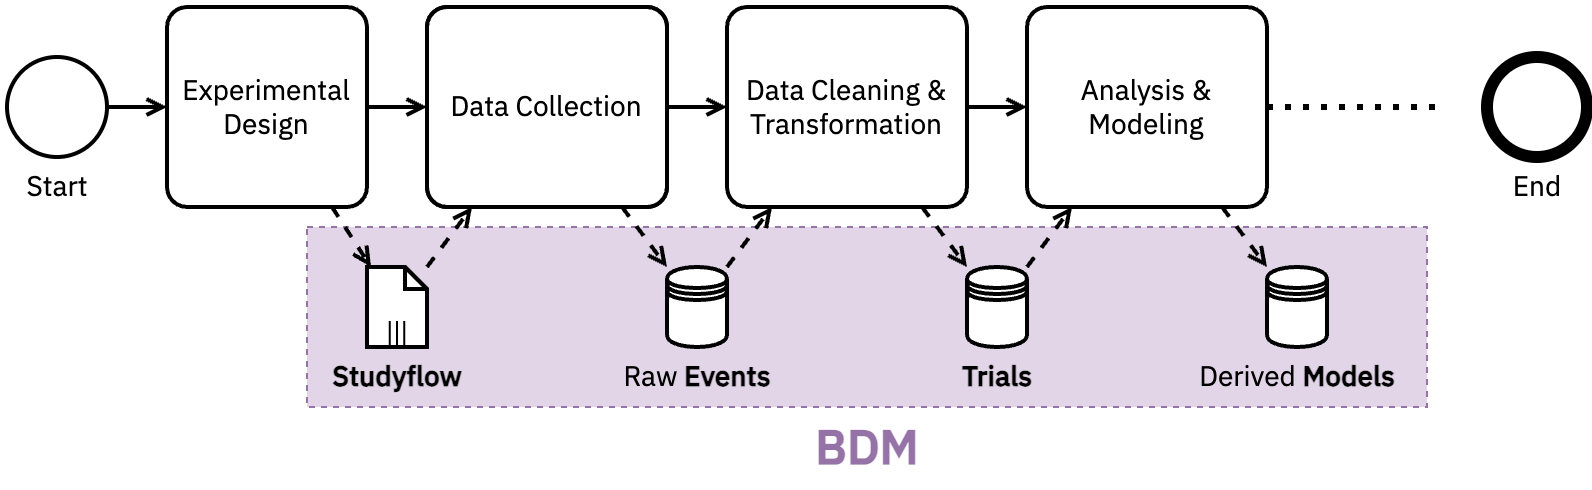 Experimental
Design
Data Collection
Data Cleaning &
Transformation
Analysis &
Modeling
Start
End
Studyflow
Raw Events
Trials
Derived Models
BDM